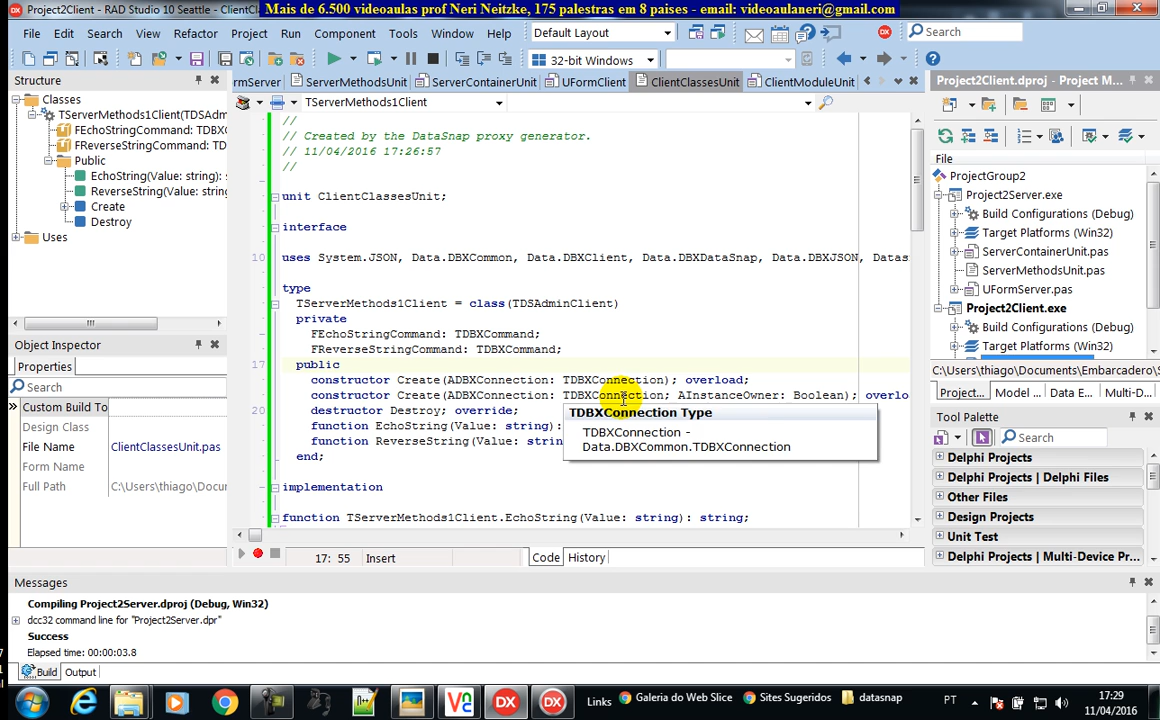 Project2Client - RAD Studio 10 Seattle - ClientCl
Mais de 6.500 videoaulas prof Neri Neitzke, 175 palestras em 8 paises - email: videoaulaneri@gmail.com
File Edit Search View Refactor Project Run Component Tools Window Help
Default Layout
Search
32-bit Windows
Structure
Classes
TServerMethods1Client(TDSAdm
FEchoStringCommand: TDBX
FReverseStringCommand: TD
Public
EchoString(Value: string):
ReverseString(Value: string
Create
Destroy
Uses
Object Inspector
Properties
Search
Custom Build To
Design Class
File Name ClientClassesUnit.pas
Form Name
Full Path C:\Users\thiago\Docu
rmServer ServerMethodsUnit ServerContainerUnit UFormClient ClientClassesUnit ClientModuleUnit
TServerMethods1Client
//
// Created by the DataSnap proxy generator.
// 11/04/2016 17:26:57
//
unit ClientClassesUnit;
interface
10 uses System.JSON, Data.DBXCommon, Data.DBXClient, Data.DBXDataSnap, Data.DBXJSON, Datas
type
TServerMethods1Client = class(TDSAdminClient)
private
FEchoStringCommand: TDBXCommand;
FReverseStringCommand: TDBXCommand;
17 public
constructor Create(ADBXConnection: TDBXConnection); overload;
constructor Create(ADBXConnection: TDBXConnection; AInstanceOwner: Boolean); overlo
20 destructor Destroy; override;
function EchoString(Value: string):
function ReverseString(Value: strin
end;
TDBXConnection Type
TDBXConnection -
Data.DBXCommon.TDBXConnection
implementation
function TServerMethods1Client.EchoString(Value: string): string;
17: 55 Insert
Code History
Project2Client.dproj - Project M...
File
ProjectGroup2
Project2Server.exe
Build Configurations (Debug)
Target Platforms (Win32)
ServerContainerUnit.pas
ServerMethodsUnit.pas
UFormServer.pas
Project2Client.exe
Build Configurations (Debug)
Target Platforms (Win32)
C:\Users\thiago\Documents\Embarcadero\S
Project... Model ... Data E... Multi-D...
Tool Palette
Search
Delphi Projects
Delphi Projects | Delphi Files
Other Files
Design Projects
Unit Test
Delphi Projects | Multi-Device Pr...
Messages
Compiling Project2Server.dproj (Debug, Win32)
dcc32 command line for "Project2Server.dpr"
Success
Elapsed time: 00:00:03.8
Build Output
Links Galeria do Web Slice Sites Sugeridos datasnap
PT
17:29
11/04/2016